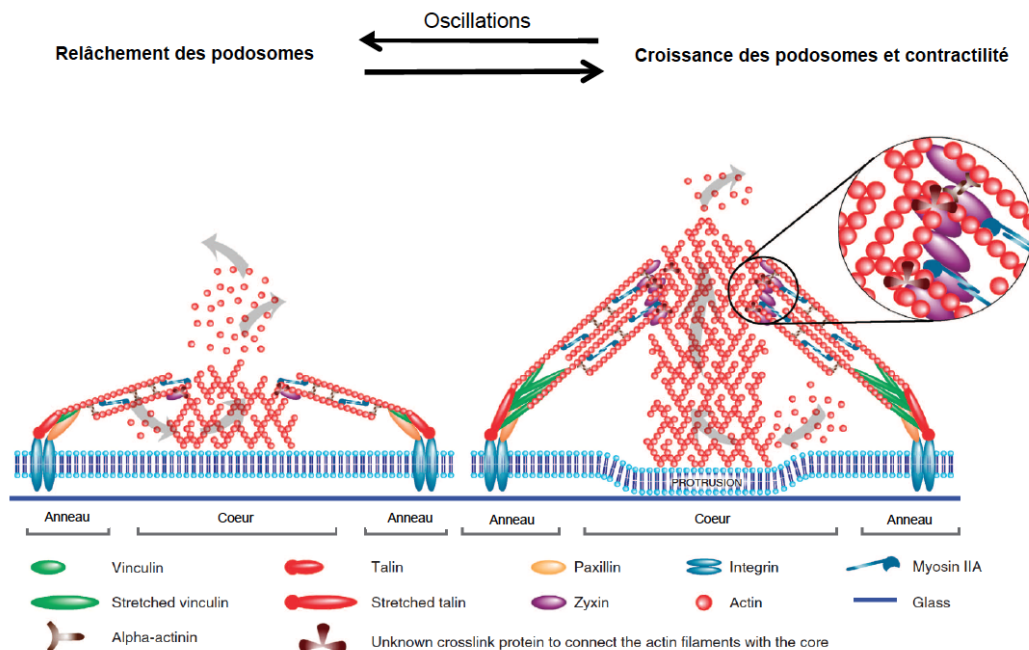 Oscillations
Relâchement des podosomes
Croissance des podosomes et contractilité
PROTRUSION
Anneau Coeur Anneau Anneau Coeur Anneau
Vinculin Talin Paxillin Integrin Myosin IIA
Stretched vinculin Stretched talin Zyxin Actin Glass
Alpha-actinin Unknown crosslink protein to connect the actin filaments with the core